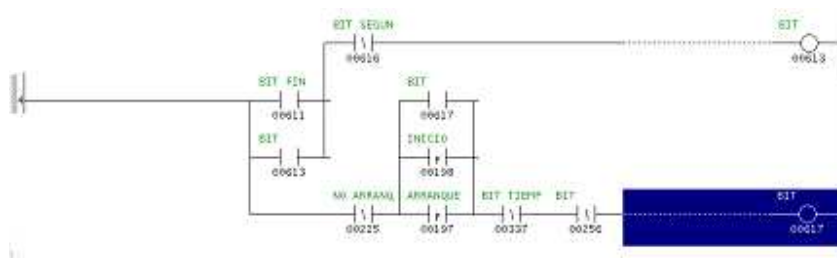 BIT SEGUN BIT
00616 00613
BIT FIN BIT
00611 00617
BIT INICIO
00613 00198
NO ARRANQ ARRANQUE BIT TIEMP BIT BIT
00225 00197 00337 00256 00617